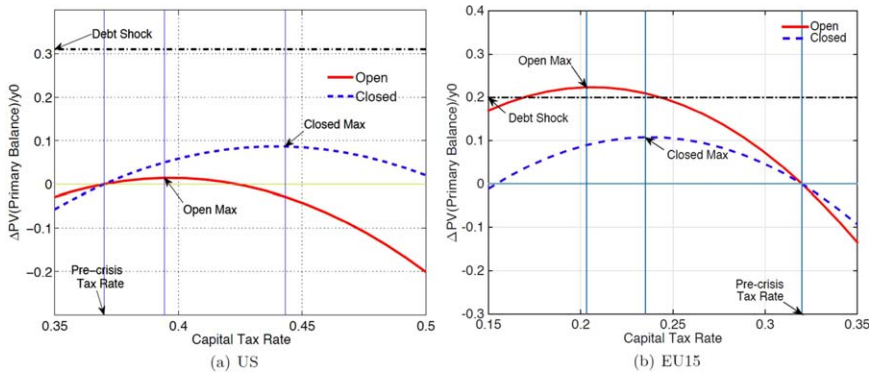 Debt Shock
Open
Closed
Closed Max
Open Max
Pre-crisis
Tax Rate
ΔPV(Primary Balance)/y0
0.3
0.2
0.1
0
-0.1
-0.2
0.35
0.4
0.45
0.5
Capital Tax Rate
(a) US
Open
Closed
Open Max
Debt Shock
Closed Max
Pre-crisis
Tax Rate
ΔPV(Primary Balance)/y0
0.4
0.3
0.2
0.1
0
-0.1
-0.2
-0.3
0.15
0.2
0.25
0.3
0.35
Capital Tax Rate
(b) EU15